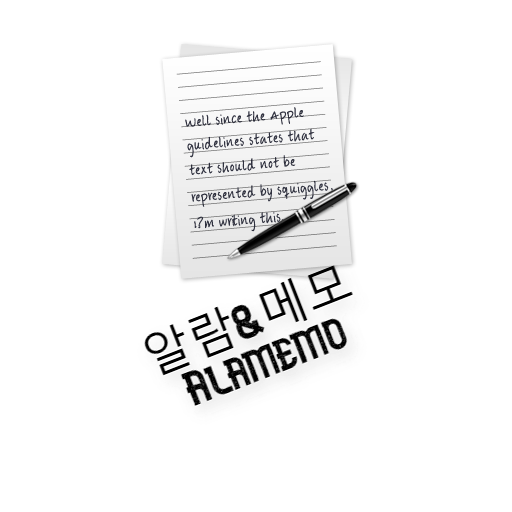 Well since the Apple
guidelines states that
text should not be
represented by squiggles,
i7m writing this.
알람&메모
ALAMEMO